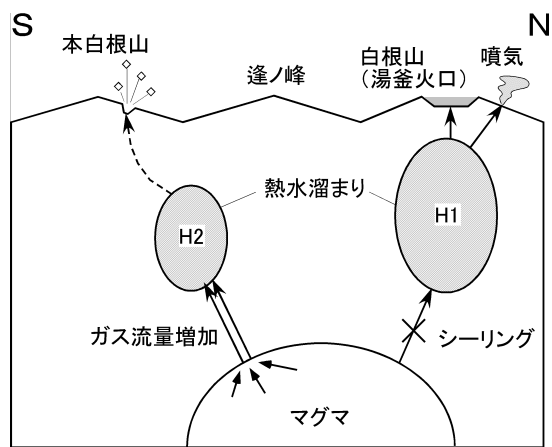 S
N
本白根山
逢ノ峰
白根山
（湯釜火口）
噴気
熱水溜まり
H1
H2
ガス流量増加
シーリング
マグマ